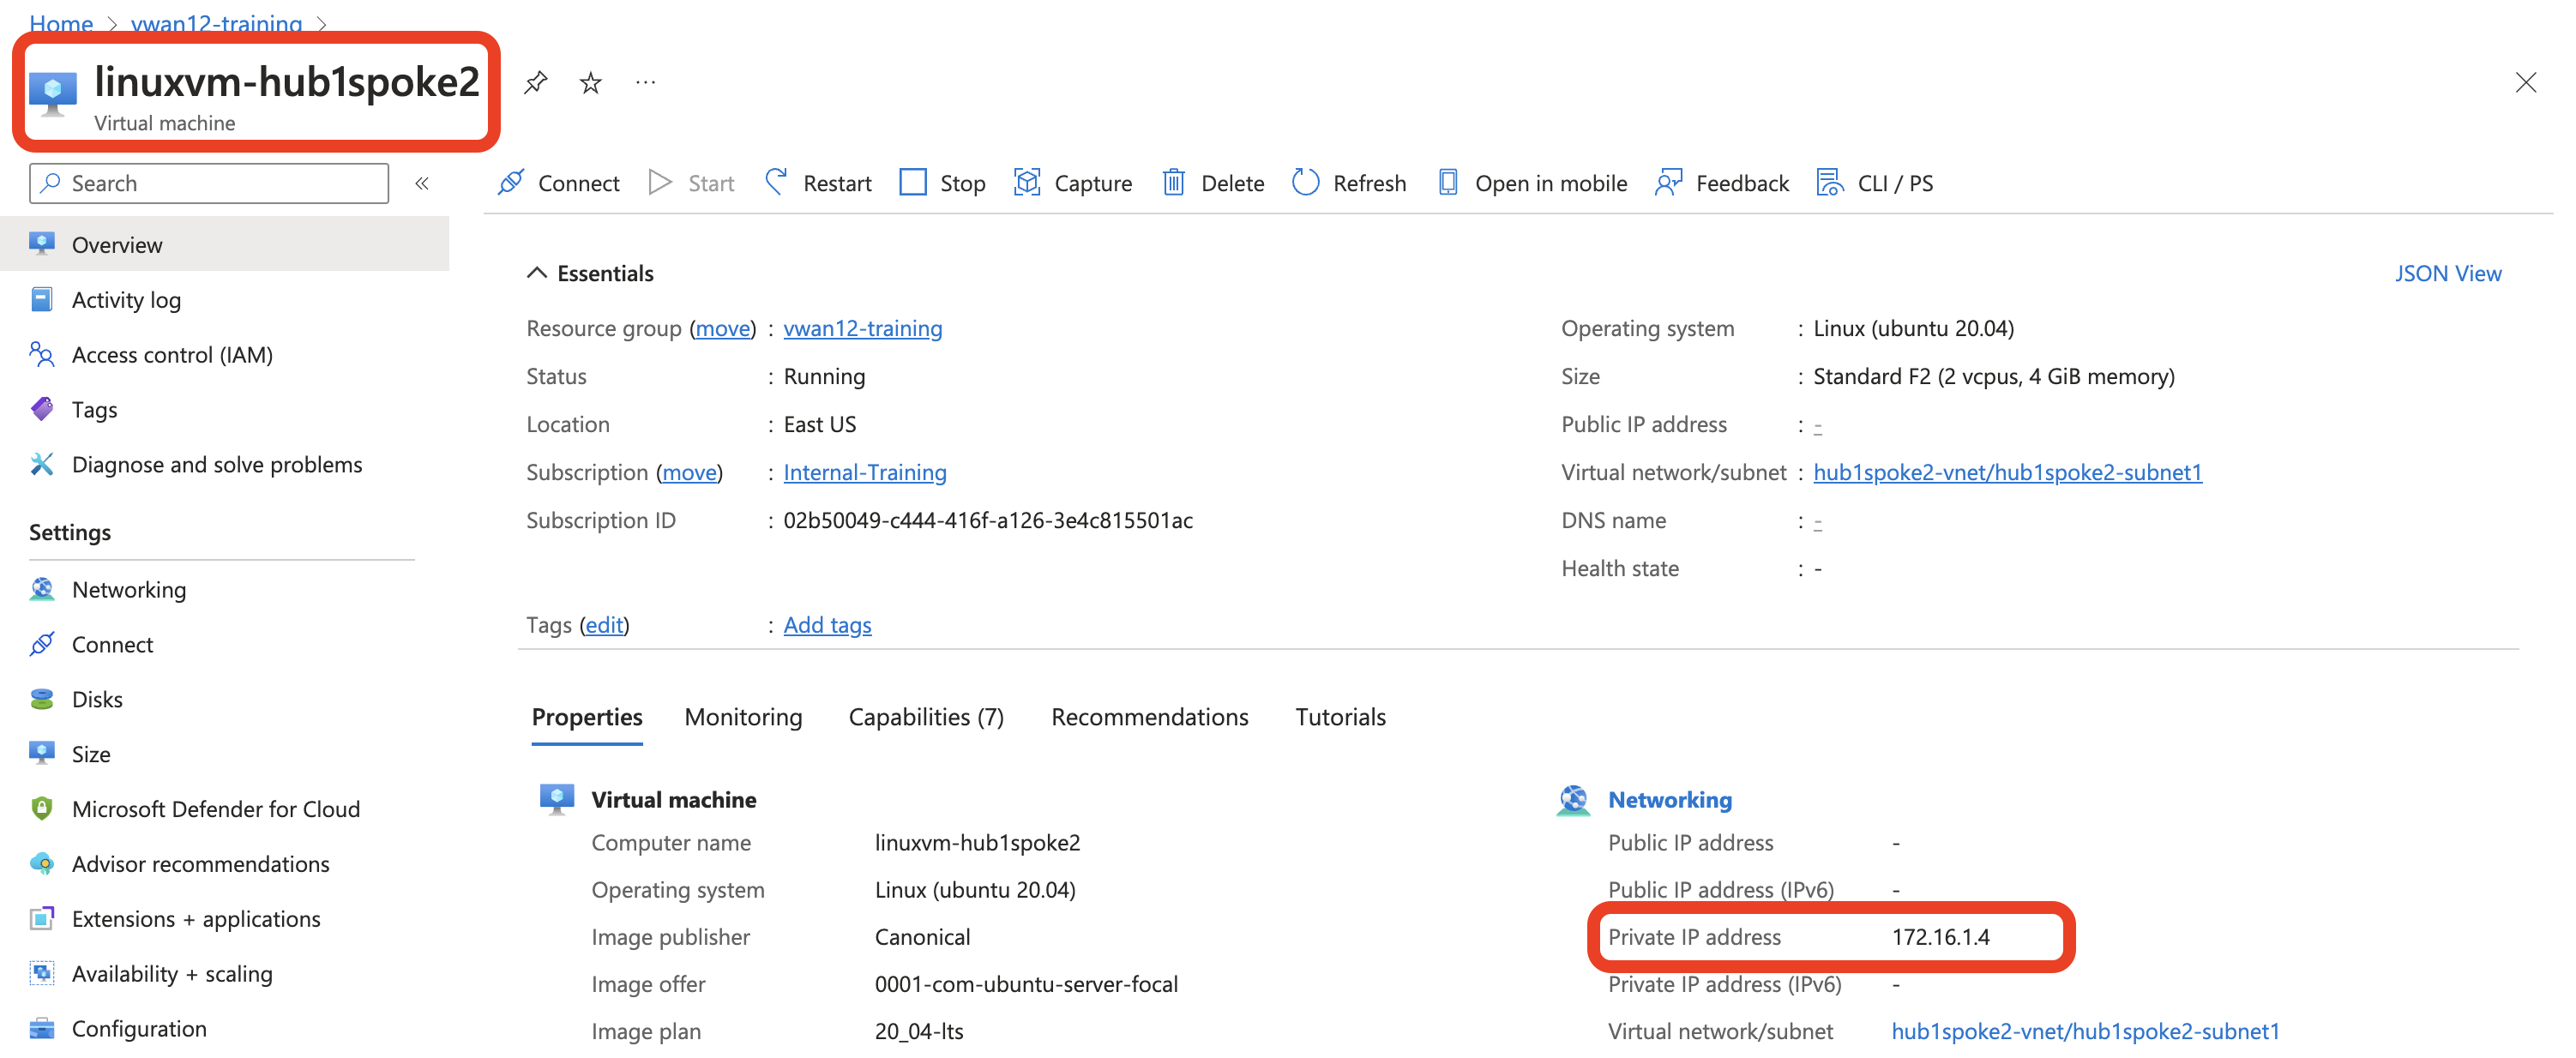 Home > vwan12-training >
linuxvm-hub1spoke2
Virtual machine
Search
«
Overview
Activity log
Access control (IAM)
Tags
Diagnose and solve problems
Settings
Networking
Connect
Disks
Size
Microsoft Defender for Cloud
Advisor recommendations
Extensions + applications
Availability + scaling
Configuration
Connect Start Restart Stop Capture Delete Refresh Open in mobile Feedback CLI / PS
Essentials
JSON View
Resource group (move) : vwan12-training
Status : Running
Location : East US
Subscription (move) : Internal-Training
Subscription ID : 02b50049-c444-416f-a126-3e4c815501ac
Operating system : Linux (ubuntu 20.04)
Size : Standard F2 (2 vcpus, 4 GiB memory)
Public IP address : -
Virtual network/subnet : hub1spoke2-vnet/hub1spoke2-subnet1
DNS name : -
Health state : -
Tags (edit) : Add tags
Properties Monitoring Capabilities (7) Recommendations Tutorials
Virtual machine
Computer name linuxvm-hub1spoke2
Operating system Linux (ubuntu 20.04)
Image publisher Canonical
Image offer 0001-com-ubuntu-server-focal
Image plan 20_04-lts
Networking
Public IP address -
Public IP address (IPv6) -
Private IP address 172.16.1.4
Private IP address (IPv6) -
Virtual network/subnet hub1spoke2-vnet/hub1spoke2-subnet1